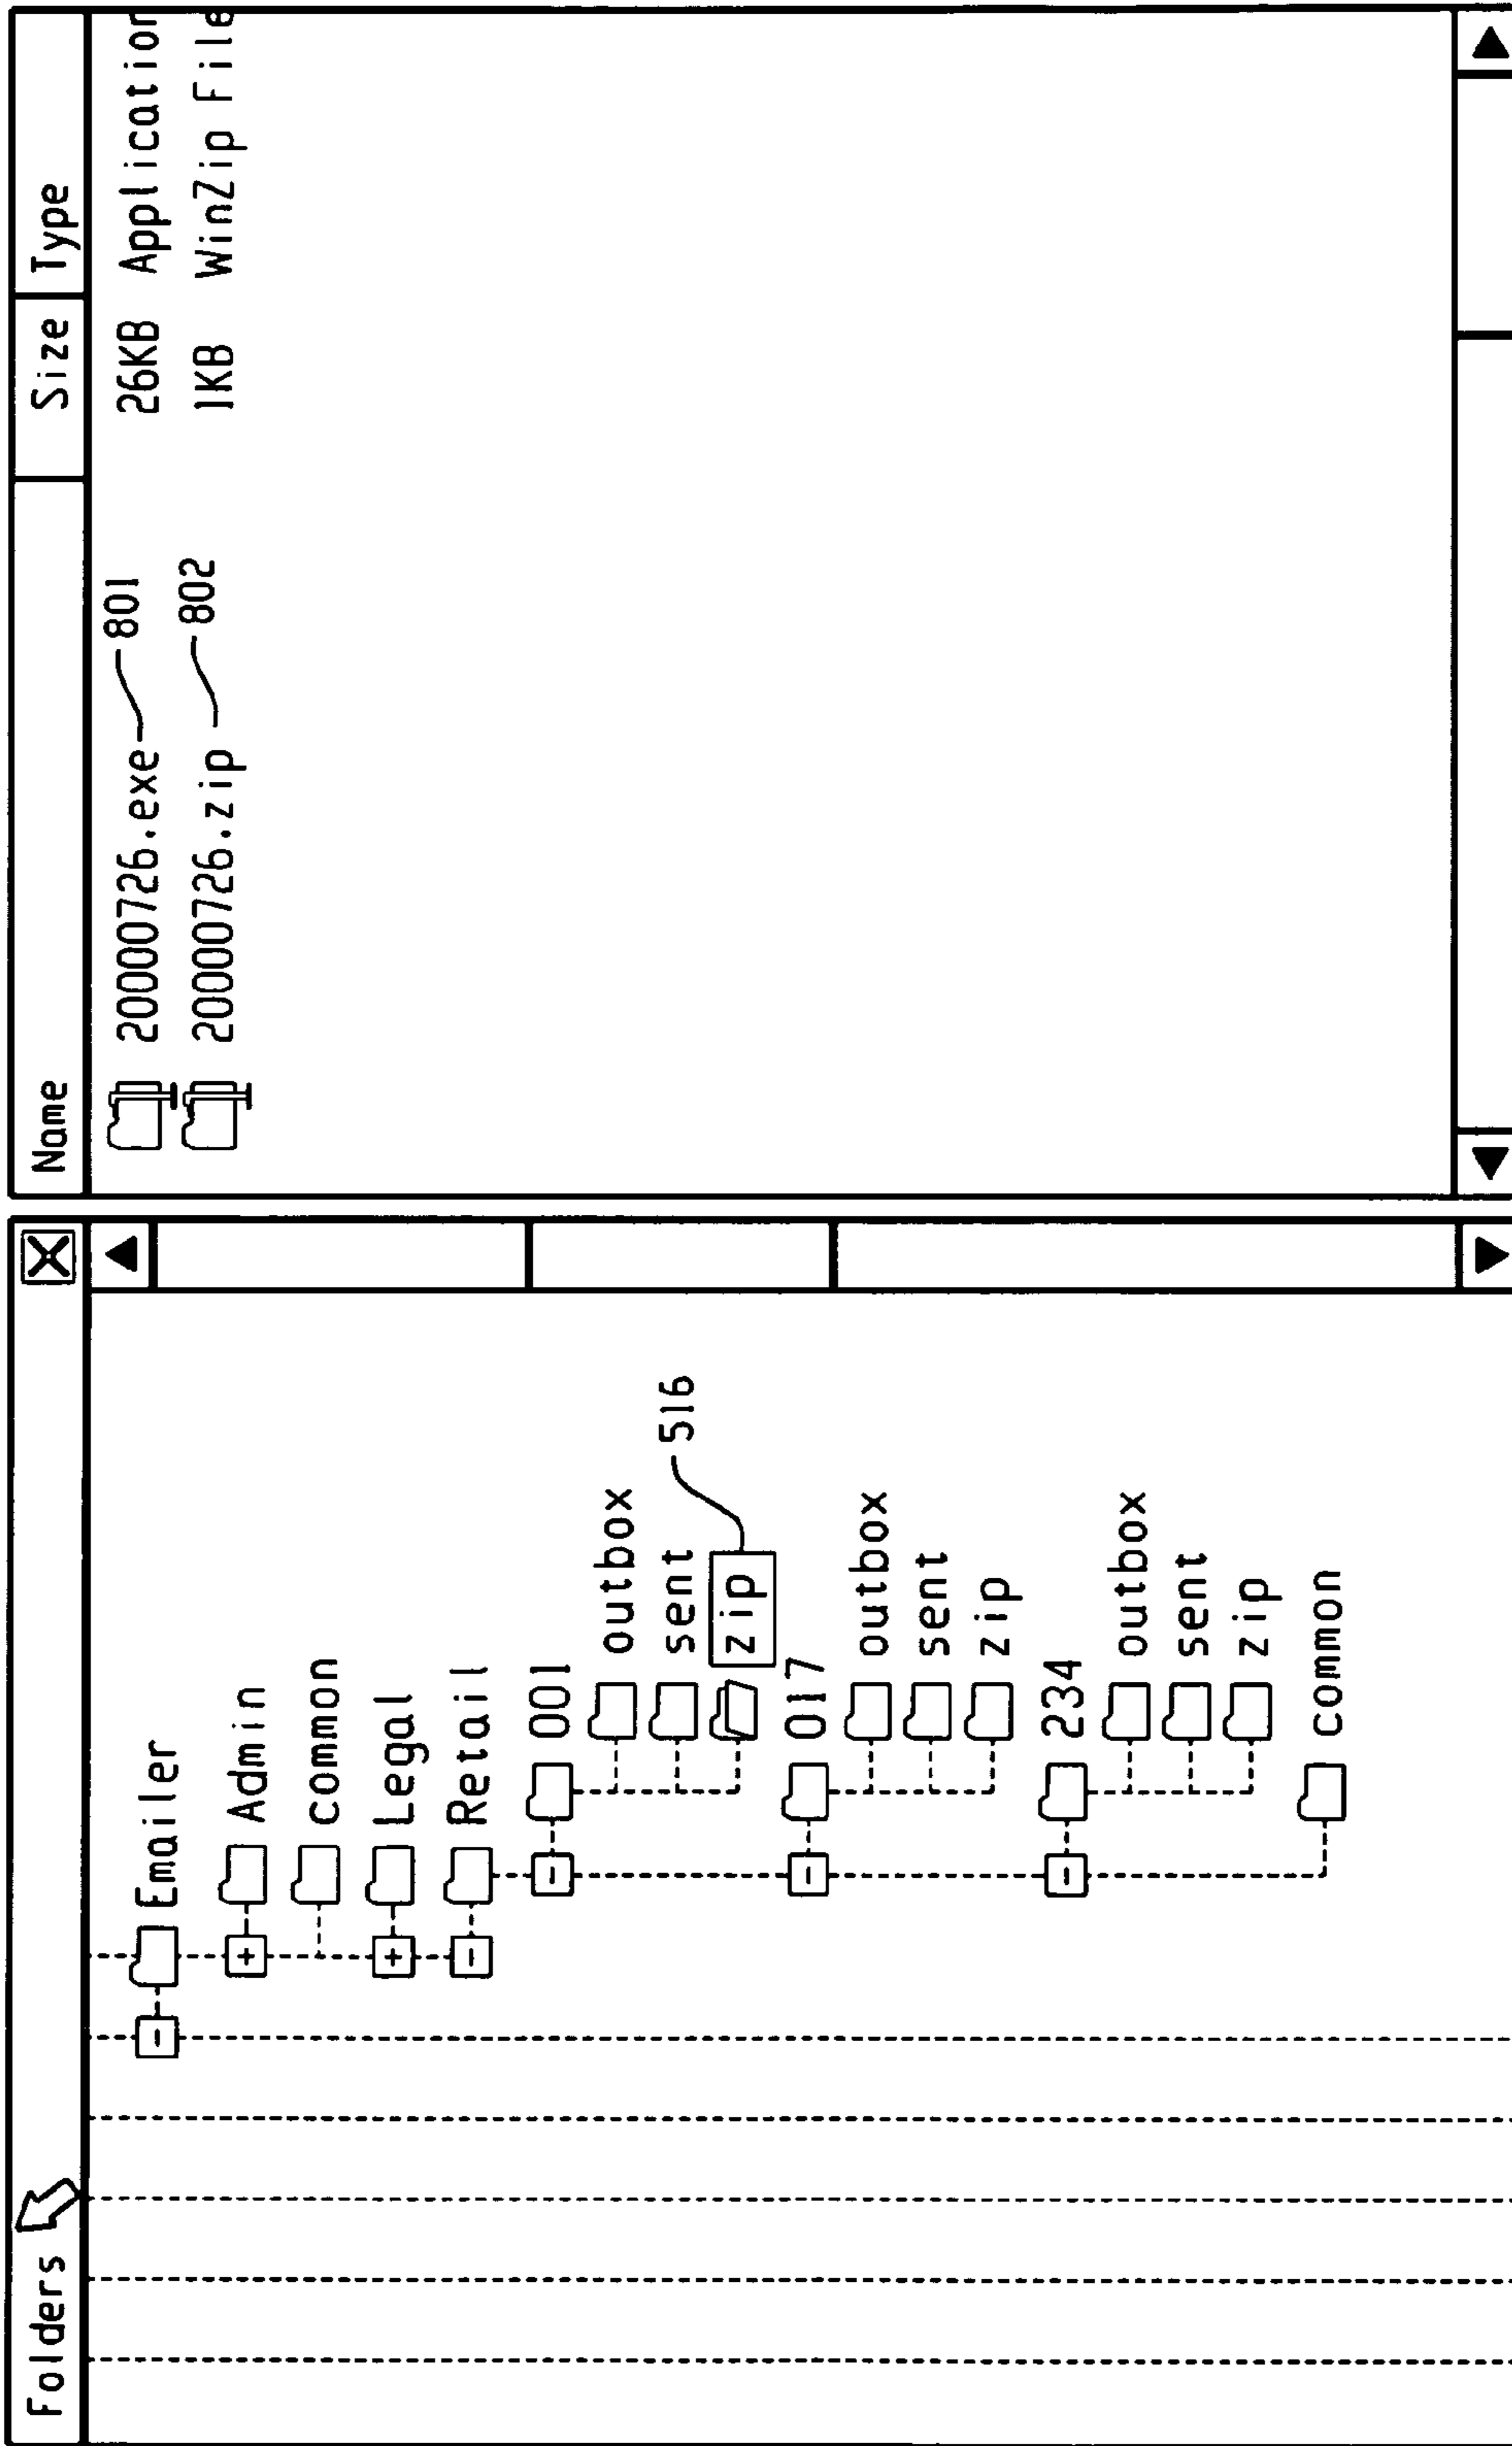 Folders
Emailer
Admin
common
Legal
Retail
001
outbox
sent
zip
516
017
outbox
sent
zip
234
outbox
sent
zip
common
Name Size Type
20000726.exe 801 26KB Application
20000726.zip 802 1KB WinZip File